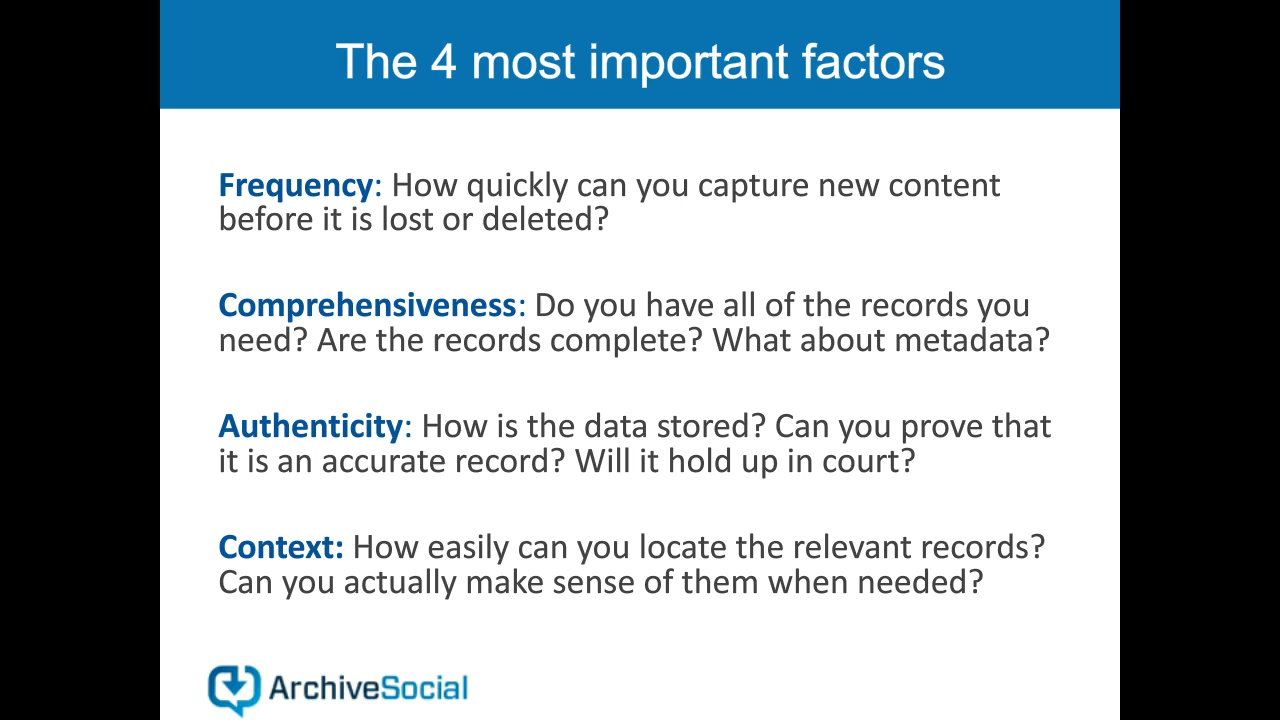 The 4 most important factors
Frequency: How quickly can you capture new content
before it is lost or deleted?
Comprehensiveness: Do you have all of the records you
need? Are the records complete? What about metadata?
Authenticity: How is the data stored? Can you prove that
it is an accurate record? Will it hold up in court?
Context: How easily can you locate the relevant records?
Can you actually make sense of them when needed?
ArchiveSocial